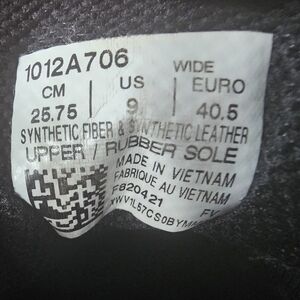 1012A706 WIDE
CM US EURO
25.75 9 40.5
SYNTHETIC FIBER & SYNTHETIC LEATHER
UPPER / RUBBER SOLE
MADE IN VIETNAM
FABRIQUE AU VIETNAM
F820421 FV